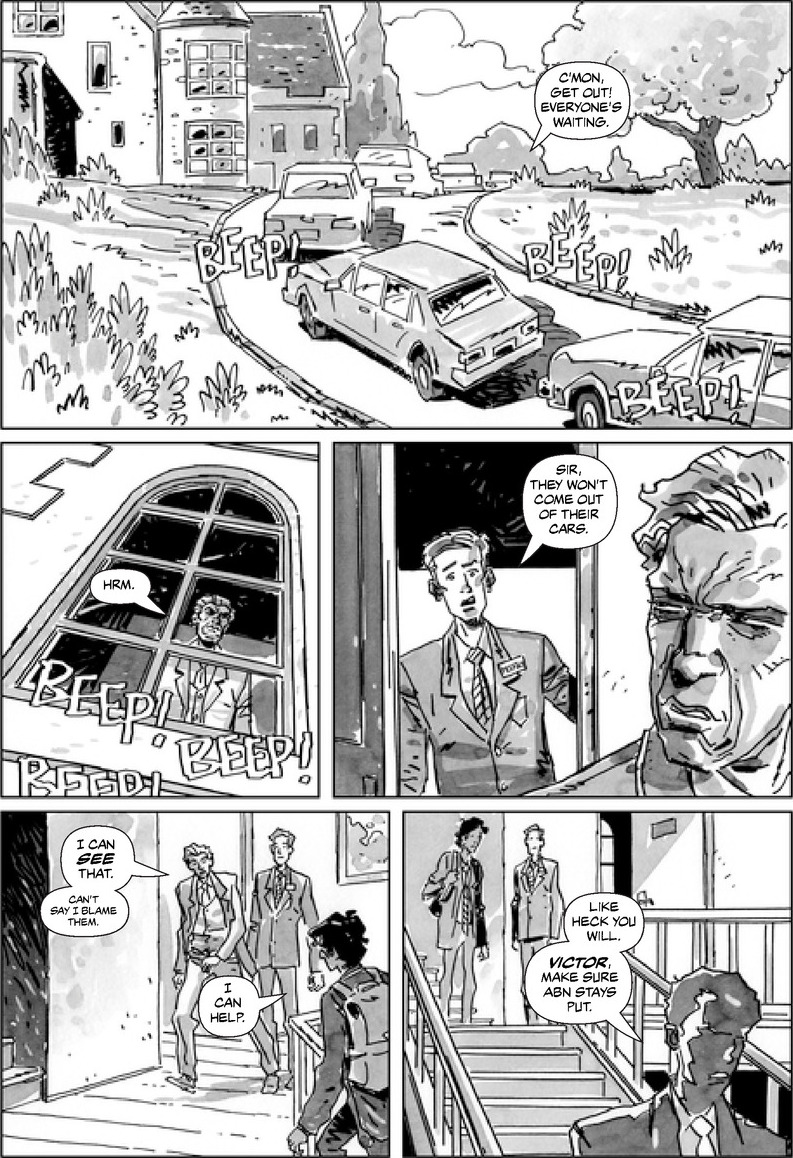 C'MON,
GET OUT!
EVERYONE'S
WAITING.
BEEP!
BEEP!
BEEP!
HRM.
BEEP!
BEEP!
BEEP!
SIR,
THEY WON'T
COME OUT
OF THEIR
CARS.
I CAN
SEE
THAT.
CAN'T
SAY I BLAME
THEM.
I
CAN
HELP.
LIKE
HECK YOU
WILL.
VICTOR,
MAKE SURE
ABN STAYS
PUT.